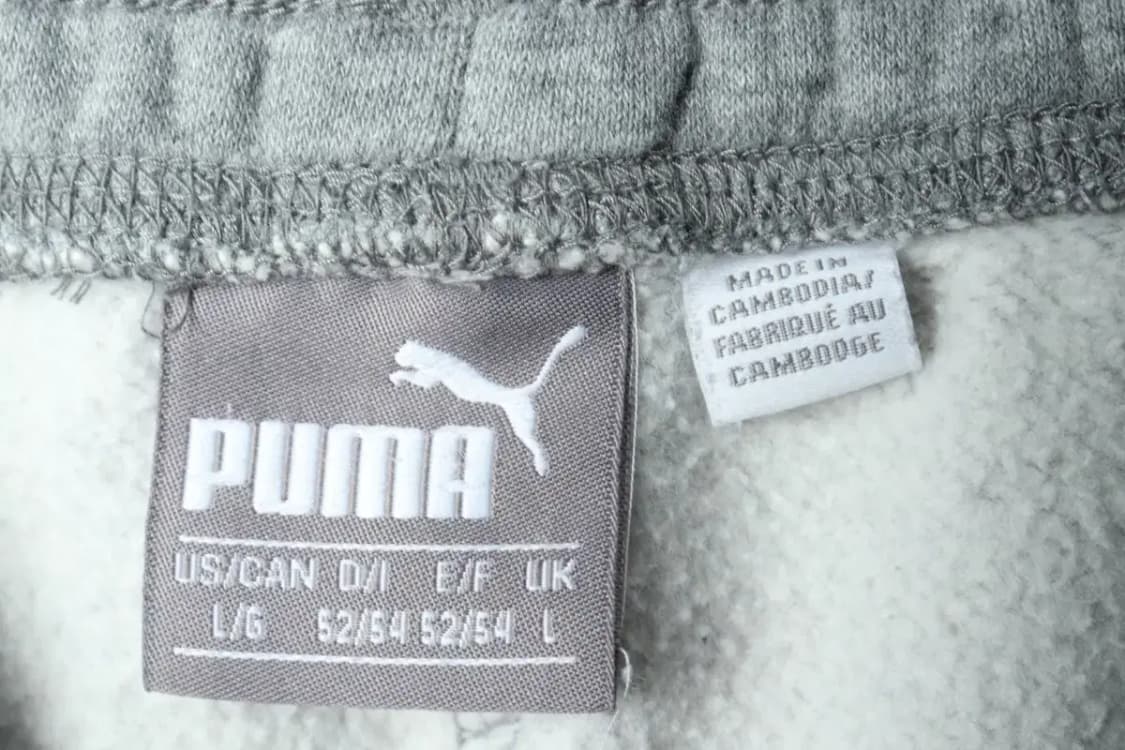 PUMA
US/CAN D/I E/F UK
L/G 52/54 52/54 L
MADE IN
CAMBODIA/
FABRIQUÉ AU
CAMBODGE